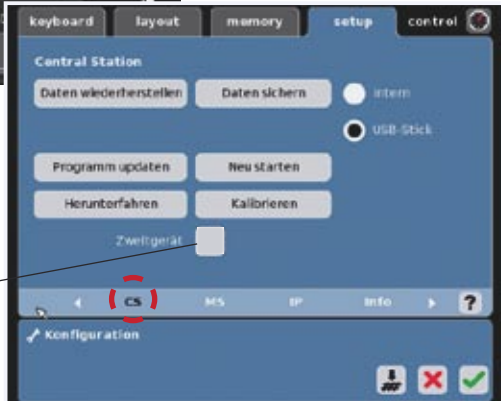 keyboard layout memory setup control
Central Station
Daten wiederherstellen Daten sichern intern
USB-Stick
Programm updaten Neu starten
Herunterfahren Kalibrieren
Zweitgerät
CS MS IP Info ?
Konfiguration